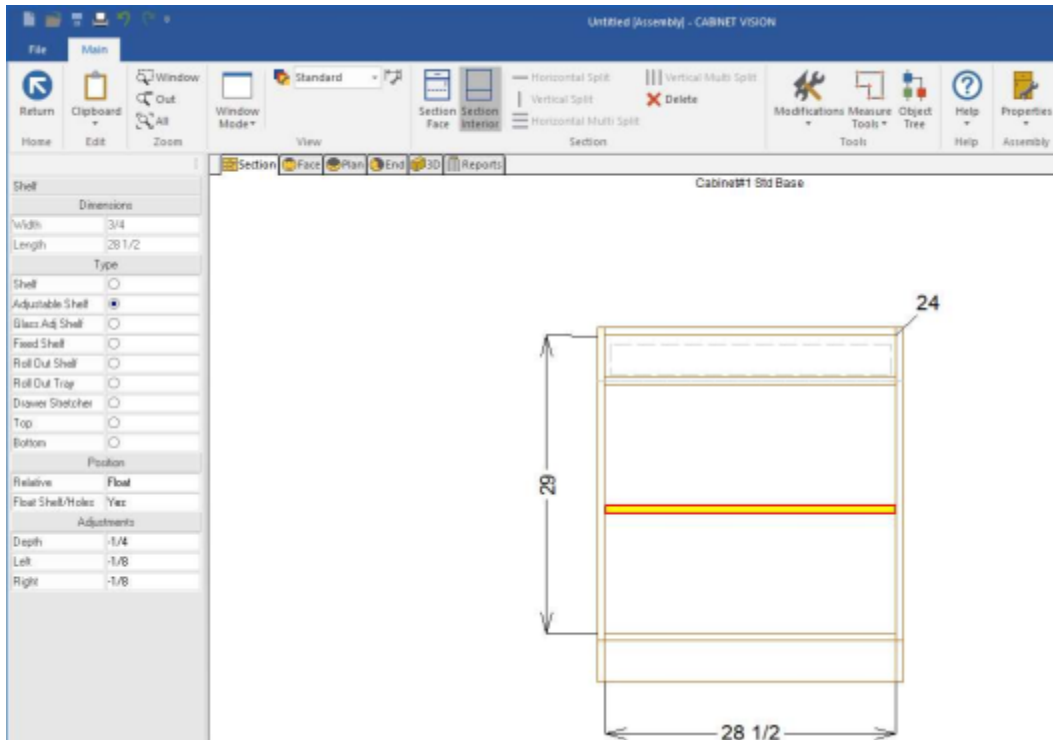 Untitled [Assembly] - CABINET VISION
File Main
Return
Home
Clipboard
Edit
Window
Out
All
Zoom
Window Mode
Standard
View
Section Face
Section Interior
Horizontal Split
Vertical Split
Horizontal Multi Split
Vertical Multi Split
Delete
Section
Modifications
Measure Tools
Object Tree
Tools
Help
Help
Properties
Assembly
Section Face Plan End 3D Reports
Cabinet#1 Std Base
Shelf
Dimensions
Width 3/4
Length 28 1/2
Type
Shelf
Adjustable Shelf
Glass Adj Shelf
Fixed Shelf
Roll Out Shelf
Roll Out Tray
Drawer Stretcher
Top
Bottom
Position
Relative Float
Float Shelf/Holes Yes
Adjustments
Depth -1/4
Left -1/8
Right -1/8
24
29
28 1/2